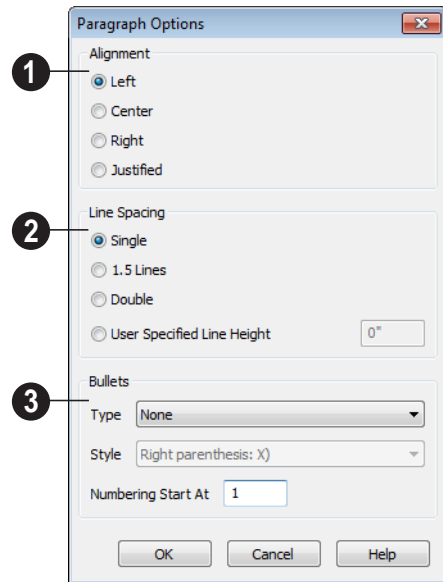 Paragraph Options
Alignment
1
Left
Center
Right
Justified
Line Spacing
2
Single
1.5 Lines
Double
User Specified Line Height 0"
Bullets
3
Type None
Style Right parenthesis: X)
Numbering Start At 1
OK Cancel Help